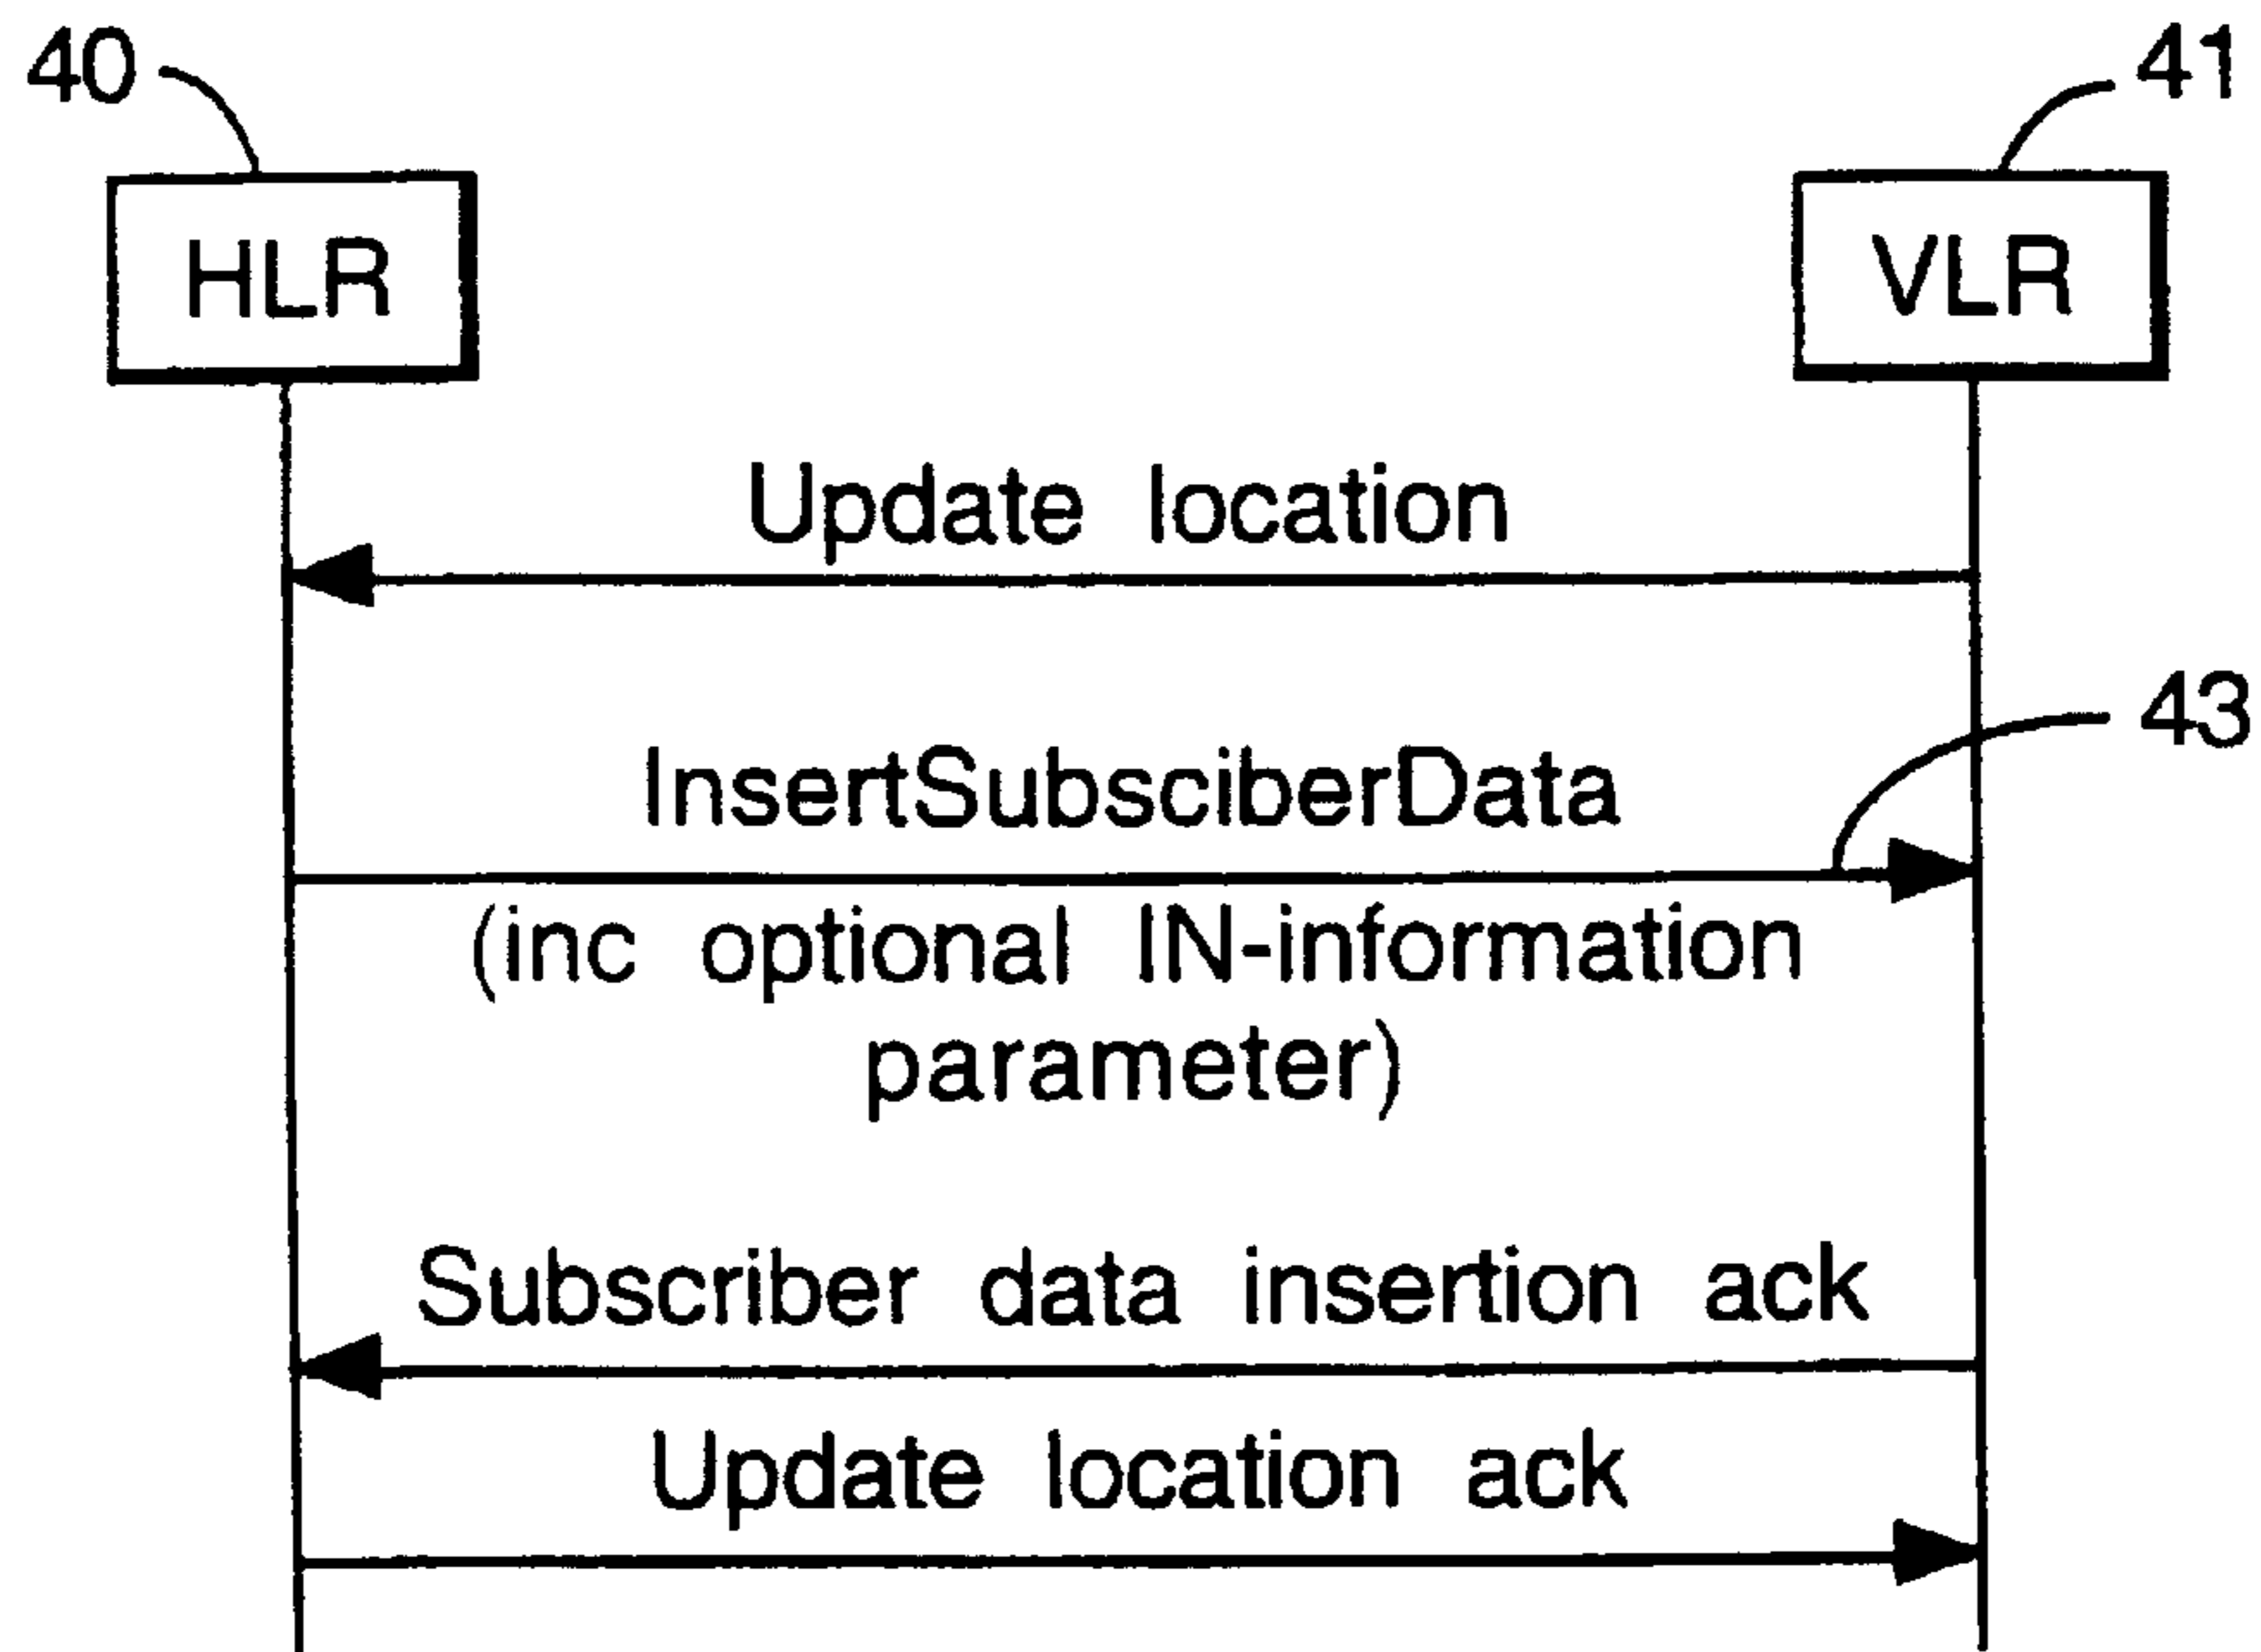 40
41
HLR
VLR
Update location
43
InsertSubsciberData
(inc optional IN-information
parameter)
Subscriber data insertion ack
Update location ack